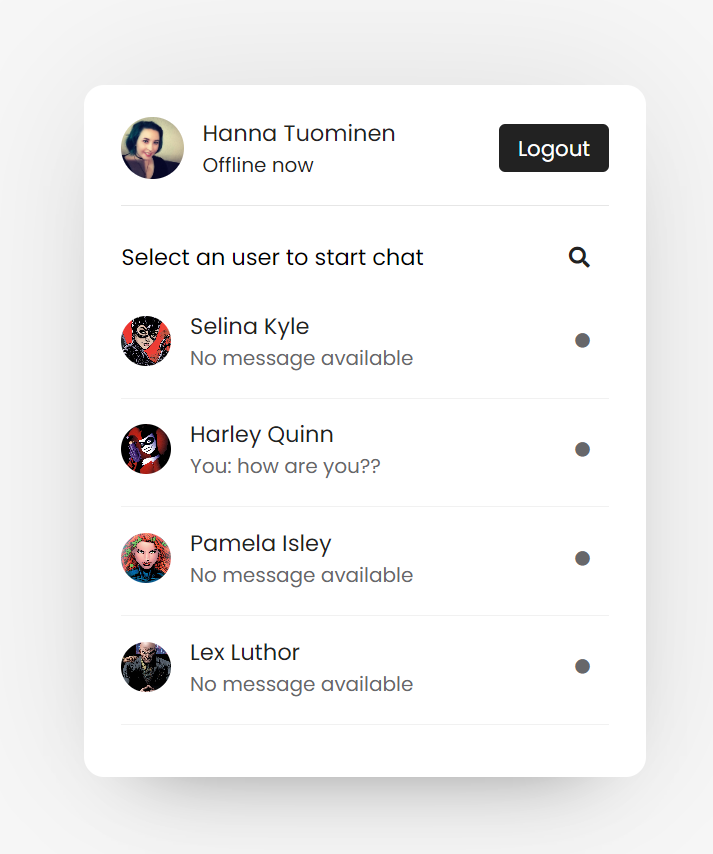 Hanna Tuominen
Offline now
Logout
Select an user to start chat
Selina Kyle
No message available
Harley Quinn
You: how are you??
Pamela Isley
No message available
Lex Luthor
No message available